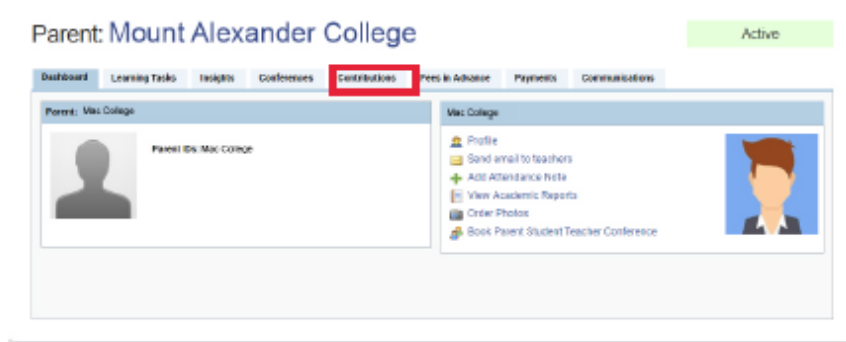 Parent: Mount Alexander College
Active
Dashboard Learning Tasks Insights Conferences Contributions Fees in Advance Payments Communications
Parent: Mac College
Parent IDs: Mac College
Mac College
Profile
Send email to teachers
Add Attendance Note
View Academic Reports
Order Photos
Book Parent Student Teacher Conference